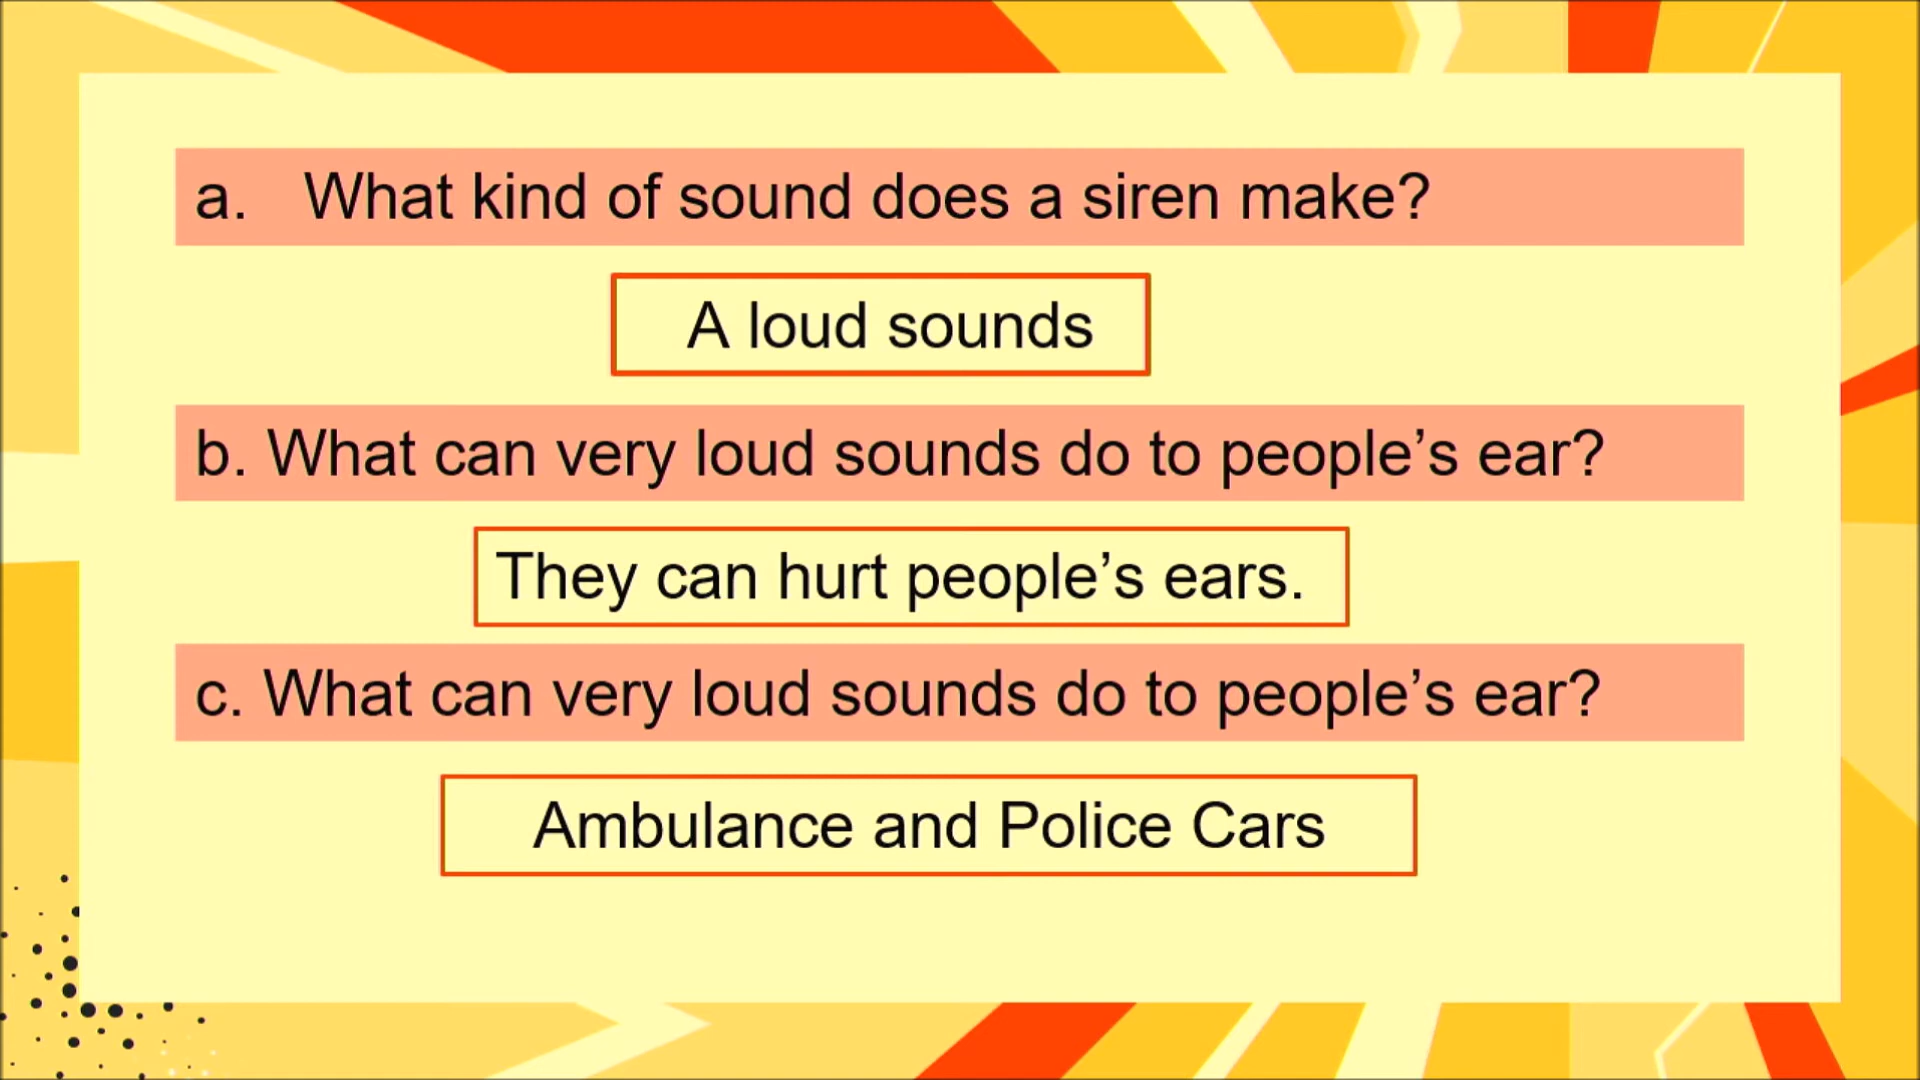 a. What kind of sound does a siren make?
A loud sounds
b. What can very loud sounds do to people’s ear?
They can hurt people’s ears.
c. What can very loud sounds do to people’s ear?
Ambulance and Police Cars